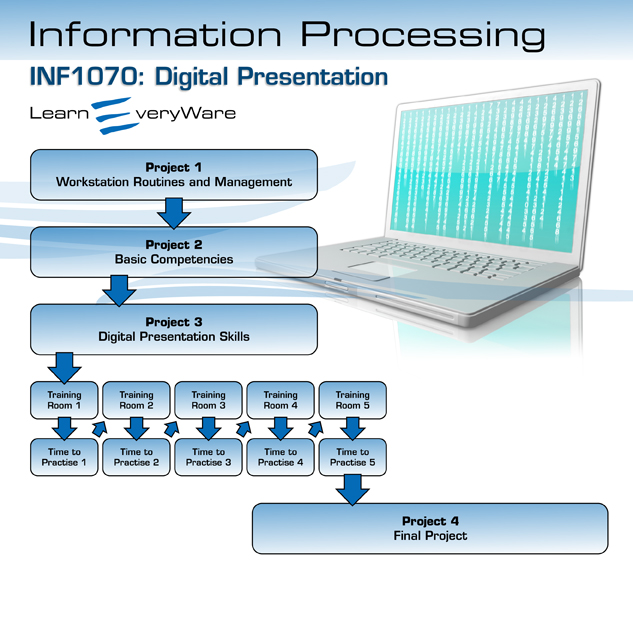 Information Processing
INF1070: Digital Presentation
Learn EveryWare
Project 1
Workstation Routines and Management
Project 2
Basic Competencies
Project 3
Digital Presentation Skills
Training
Room 1
Training
Room 2
Training
Room 3
Training
Room 4
Training
Room 5
Time to
Practise 1
Time to
Practise 2
Time to
Practise 3
Time to
Practise 4
Time to
Practise 5
Project 4
Final Project